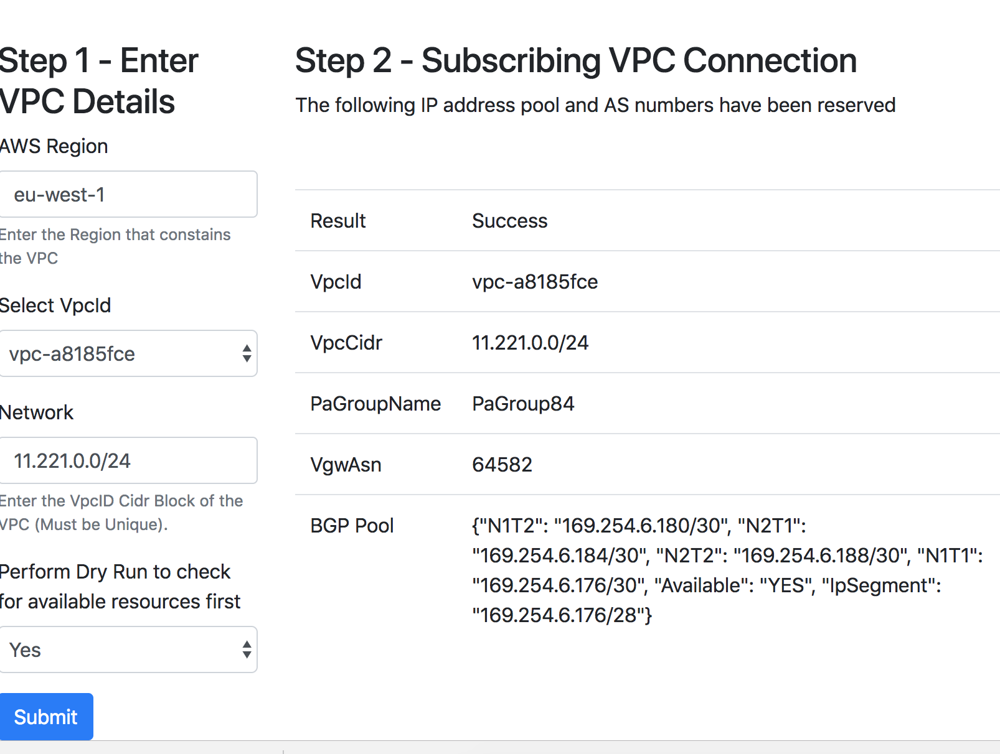 Step 1 - Enter
VPC Details
AWS Region
eu-west-1
Enter the Region that constains
the VPC
Select VpcId
vpc-a8185fce
Network
11.221.0.0/24
Enter the VpcID Cidr Block of the
VPC (Must be Unique).
Perform Dry Run to check
for available resources first
Yes
Submit
Step 2 - Subscribing VPC Connection
The following IP address pool and AS numbers have been reserved
Result Success
VpcId vpc-a8185fce
VpcCidr 11.221.0.0/24
PaGroupName PaGroup84
VgwAsn 64582
BGP Pool {"N1T2": "169.254.6.180/30", "N2T1":
"169.254.6.184/30", "N2T2": "169.254.6.188/30", "N1T1":
"169.254.6.176/30", "Available": "YES", "IpSegment":
"169.254.6.176/28"}